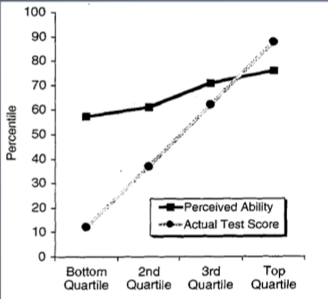 100
90
80
70
60
50
40
30
20
10
0
Percentile
Perceived Ability
Actual Test Score
Bottom 2nd 3rd Top
Quartile Quartile Quartile Quartile